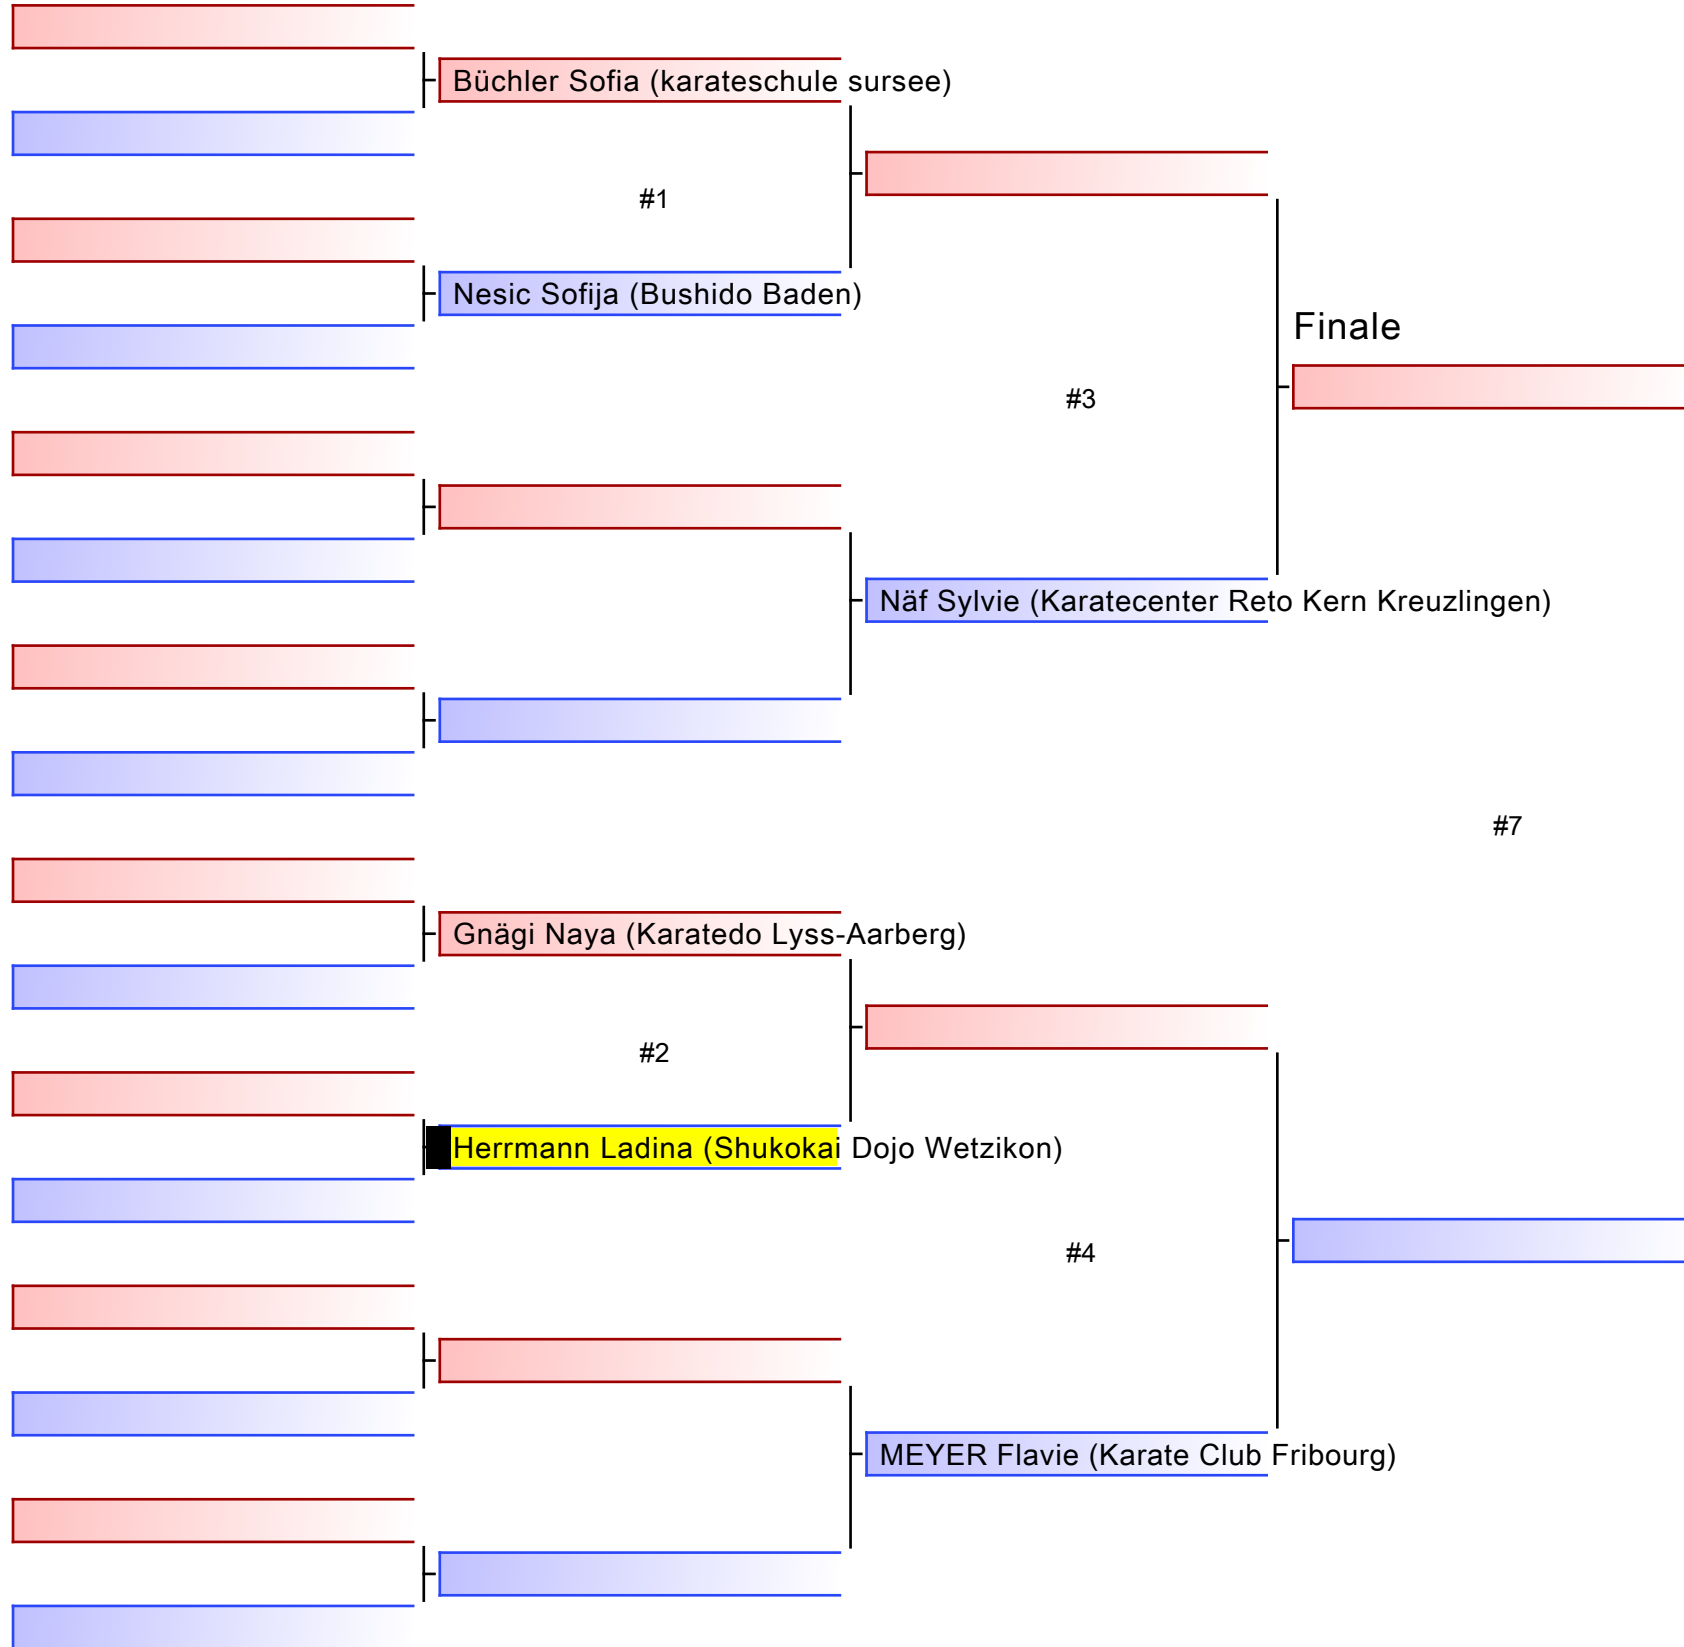 Büchler Sofia (karateschule sursee)
#1
Nesic Sofija (Bushido Baden)
Finale
#3
Näf Sylvie (Karatecenter Reto Kern Kreuzlingen)
#7
Gnägi Naya (Karatedo Lyss-Aarberg)
#2
Herrmann Ladina (Shukokai Dojo Wetzikon)
#4
MEYER Flavie (Karate Club Fribourg)